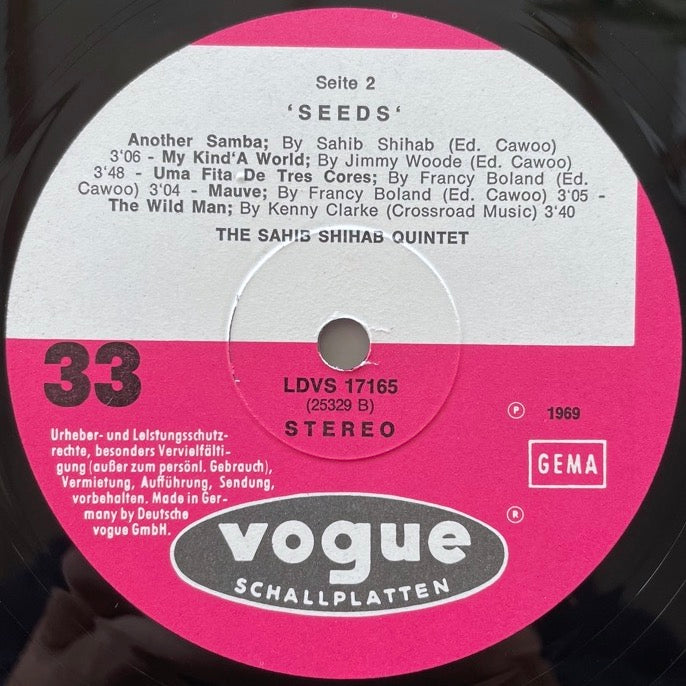 Seite 2
'SEEDS'
Another Samba; By Sahib Shihab (Ed. Cawoo)
3'06 - My Kind'A World; By Jimmy Woode (Ed. Cawoo)
3'48 - Uma Fita De Tres Cores; By Francy Boland (Ed.
Cawoo) 3'04 - Mauve; By Francy Boland (Ed. Cawoo) 3'05 -
The Wild Man; By Kenny Clarke (Crossroad Music) 3'40
THE SAHIB SHIHAB QUINTET
33
LDVS 17165
(25329 B)
STEREO
℗ 1969
GEMA
Urheber- und Leistungsschutz-
rechte, besonders Vervielfälti-
gung (außer zum persönl. Gebrauch),
Vermietung, Aufführung, Sendung,
vorbehalten. Made in Ger-
many by Deutsche
vogue GmbH.
®
vogue
SCHALLPLATTEN